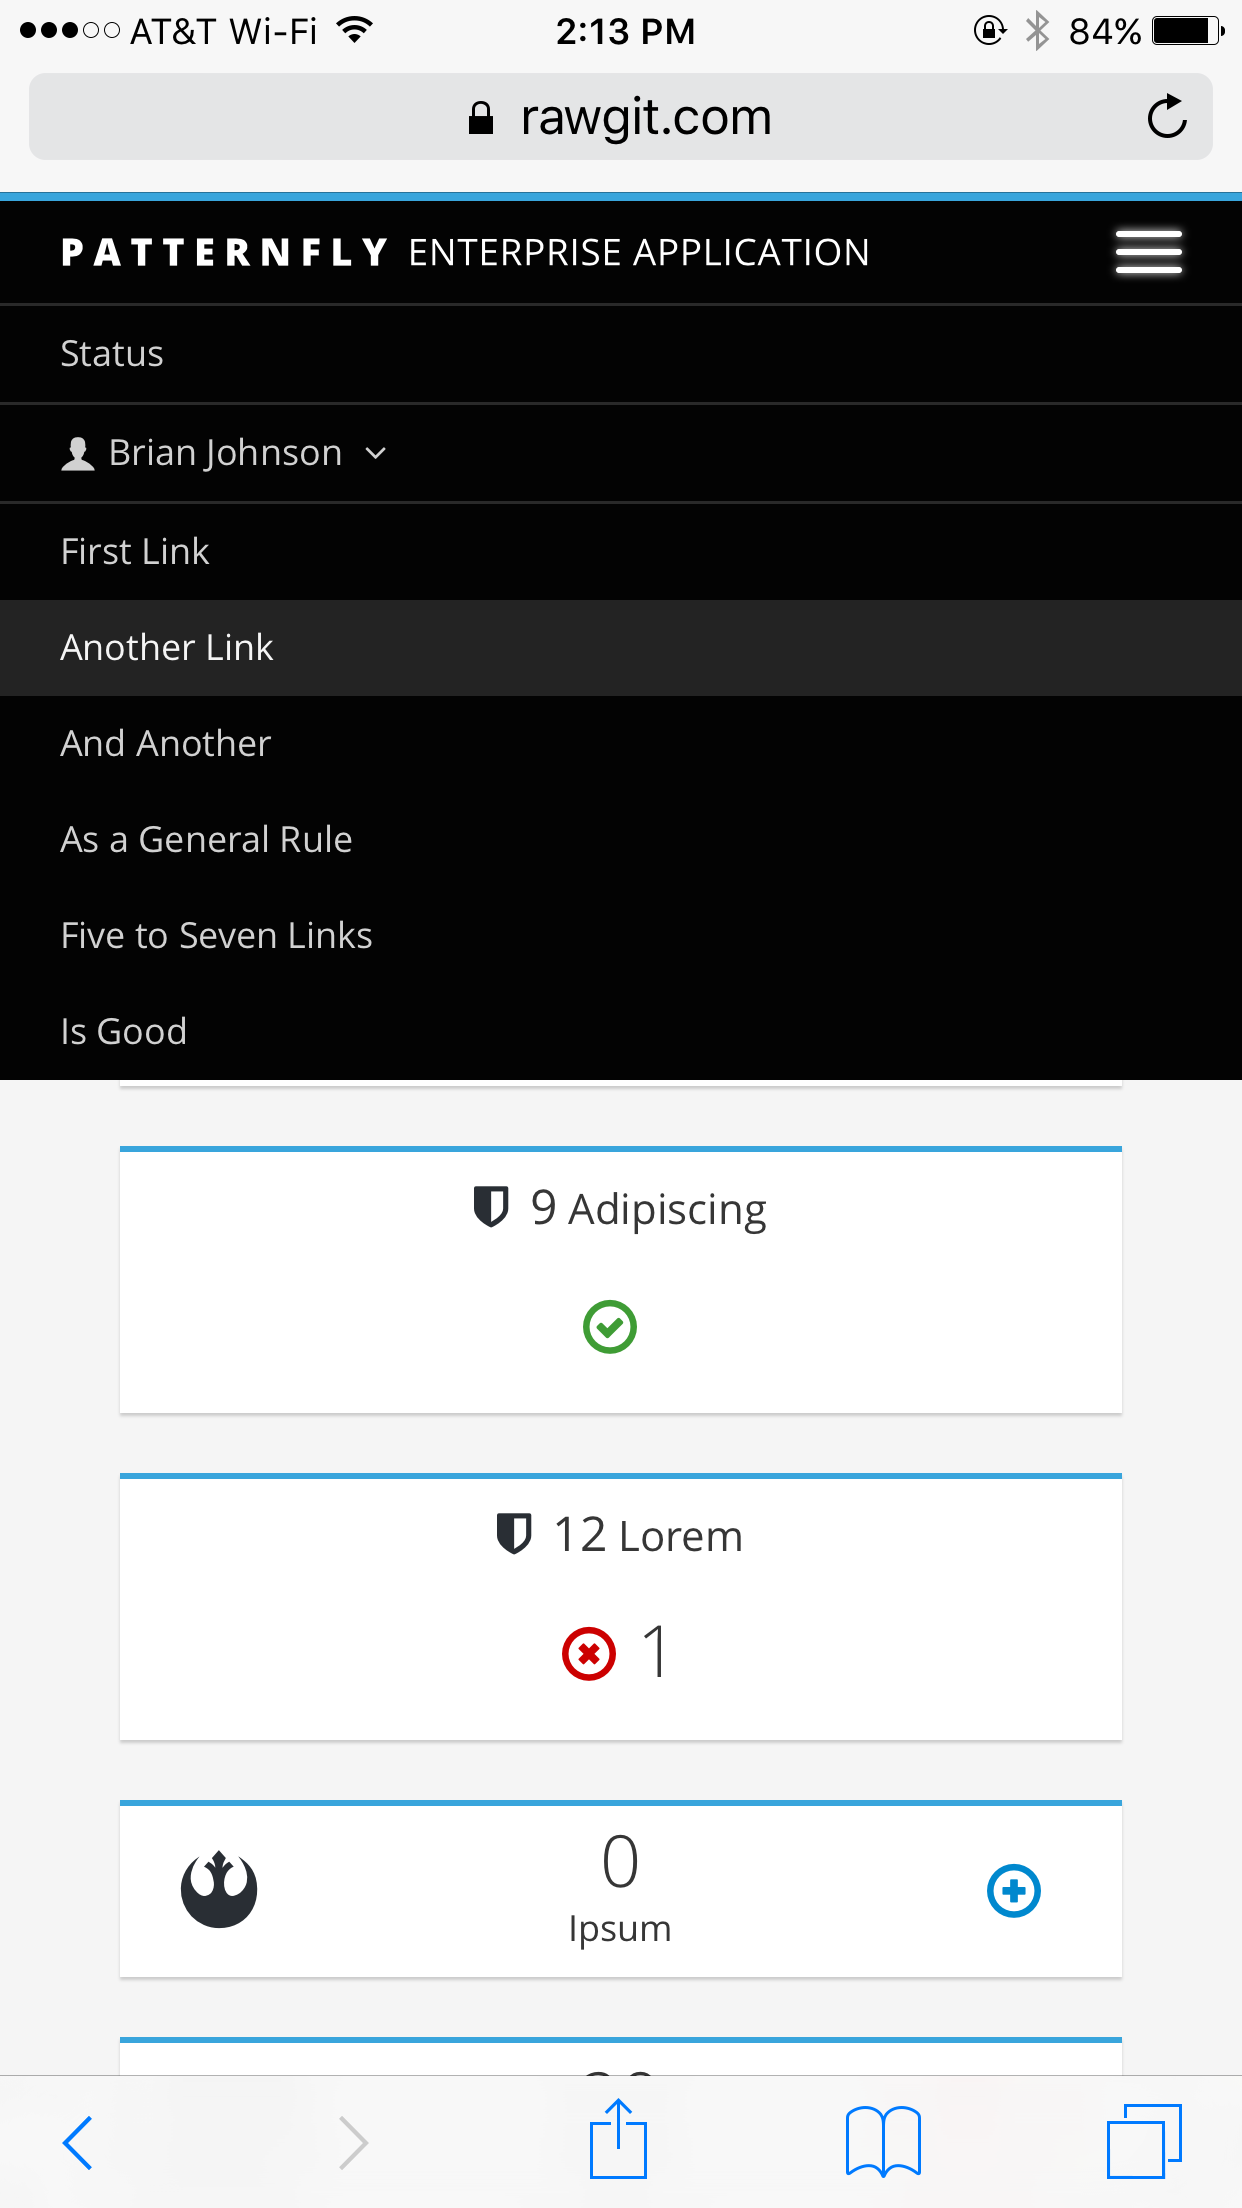 AT&T Wi-Fi 2:13 PM 84%
rawgit.com
PATTERNFLY ENTERPRISE APPLICATION
Status
Brian Johnson
First Link
Another Link
And Another
As a General Rule
Five to Seven Links
Is Good
9 Adipiscing
12 Lorem
1
0
Ipsum